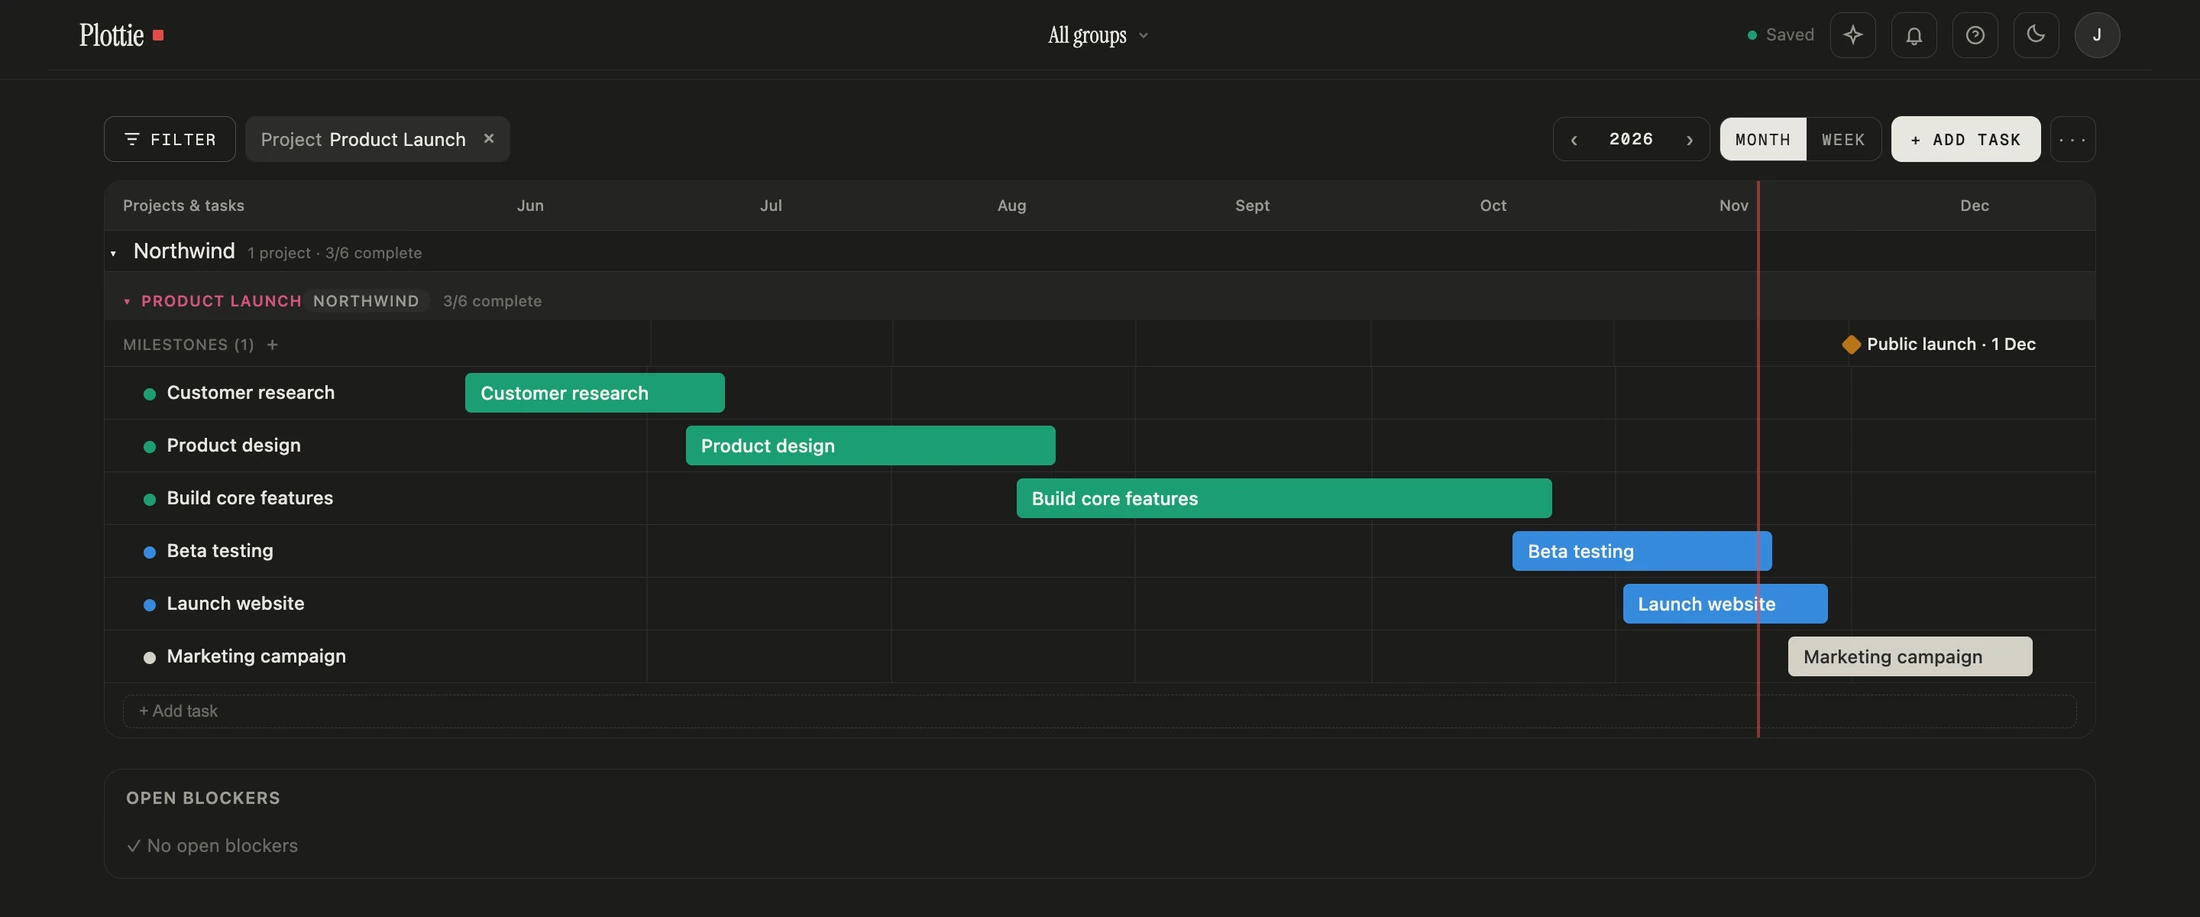 Plottie
All groups
Saved
J
FILTER
Project Product Launch ×
‹ 2026 ›
MONTH WEEK
+ ADD TASK
···
Projects & tasks Jun Jul Aug Sept Oct Nov Dec
Northwind 1 project · 3/6 complete
PRODUCT LAUNCH NORTHWIND 3/6 complete
MILESTONES (1) + Public launch · 1 Dec
Customer research Customer research
Product design Product design
Build core features Build core features
Beta testing Beta testing
Launch website Launch website
Marketing campaign Marketing campaign
+ Add task
OPEN BLOCKERS
✓ No open blockers